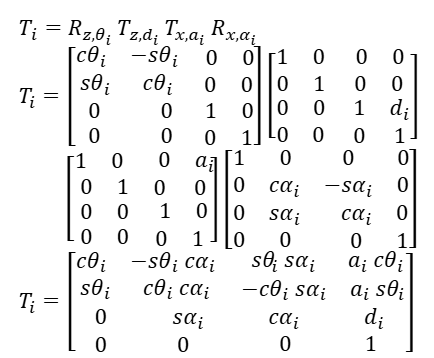 T_i = R_{z,θ_i} T_{z,d_i} T_{x,a_i} R_{x,α_i}
T_i = [cθ_i −sθ_i 0 0; sθ_i cθ_i 0 0; 0 0 1 0; 0 0 0 1] [1 0 0 0; 0 1 0 0; 0 0 1 d_i; 0 0 0 1]
[1 0 0 a_i; 0 1 0 0; 0 0 1 0; 0 0 0 1] [1 0 0 0; 0 cα_i −sα_i 0; 0 sα_i cα_i 0; 0 0 0 1]
T_i = [cθ_i −sθ_i cα_i sθ_i sα_i a_i cθ_i; sθ_i cθ_i cα_i −cθ_i sα_i a_i sθ_i; 0 sα_i cα_i d_i; 0 0 0 1]